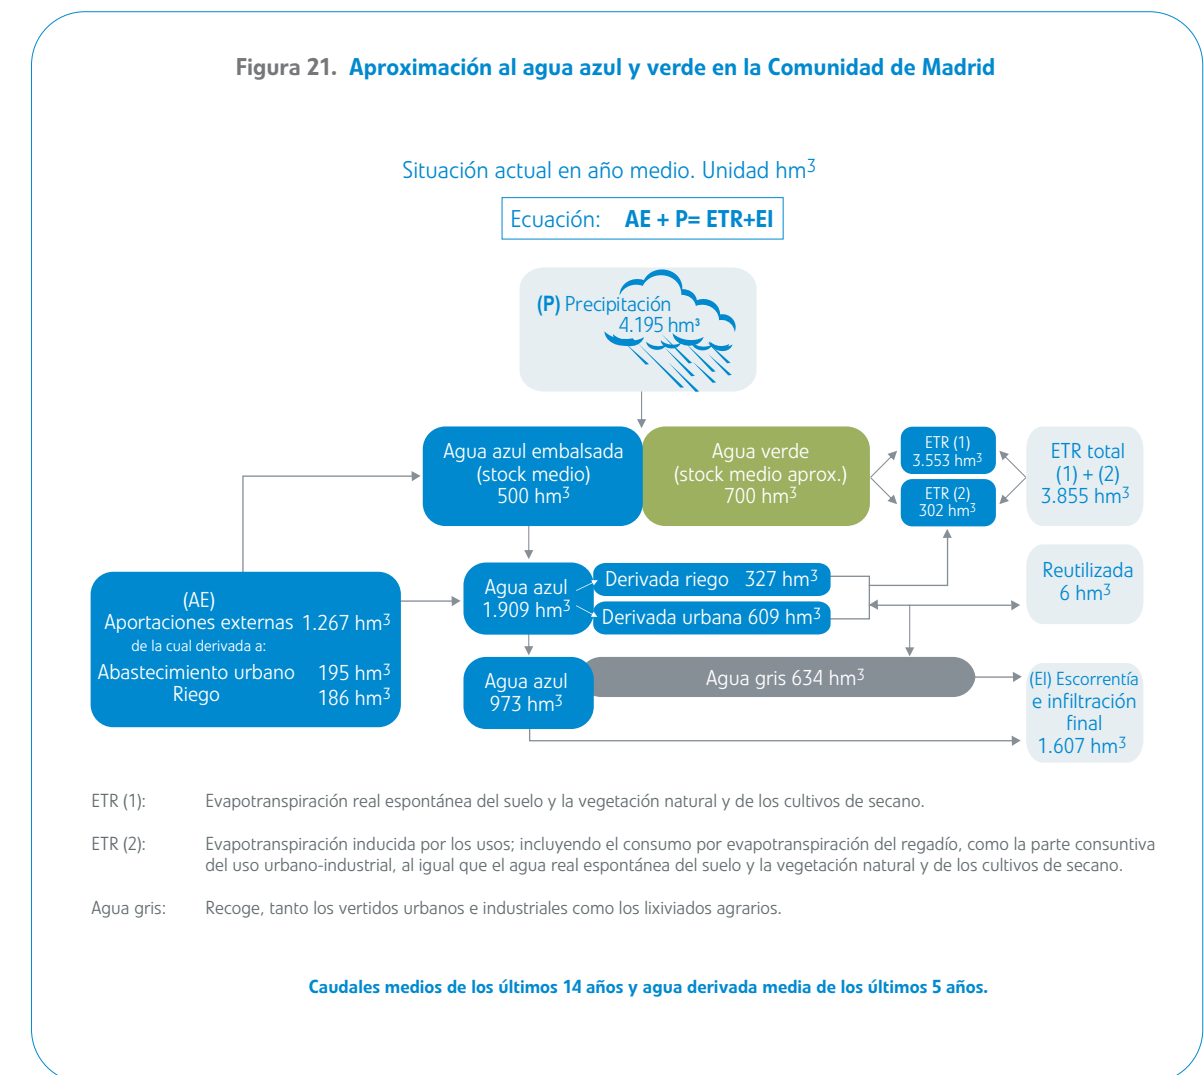 Figura 21. Aproximación al agua azul y verde en la Comunidad de Madrid
Situación actual en año medio. Unidad hm³
Ecuación: AE + P= ETR+EI
(P) Precipitación
4.195 hm³
Agua azul embalsada
(stock medio)
500 hm³
Agua verde
(stock medio aprox.)
700 hm³
ETR (1)
3.553 hm³
ETR (2)
302 hm³
ETR total
(1) + (2)
3.855 hm³
(AE)
Aportaciones externas 1.267 hm³
de la cual derivada a:
Abastecimiento urbano 195 hm³
Riego 186 hm³
Agua azul
1.909 hm³
Derivada riego 327 hm³
Derivada urbana 609 hm³
Reutilizada
6 hm³
Agua azul
973 hm³
Agua gris 634 hm³
(EI) Escorrentía
e infiltración
final
1.607 hm³
ETR (1): Evapotranspiración real espontánea del suelo y la vegetación natural y de los cultivos de secano.
ETR (2): Evapotranspiración inducida por los usos; incluyendo el consumo por evapotranspiración del regadío, como la parte consuntiva
del uso urbano-industrial, al igual que el agua real espontánea del suelo y la vegetación natural y de los cultivos de secano.
Agua gris: Recoge, tanto los vertidos urbanos e industriales como los lixiviados agrarios.
Caudales medios de los últimos 14 años y agua derivada media de los últimos 5 años.